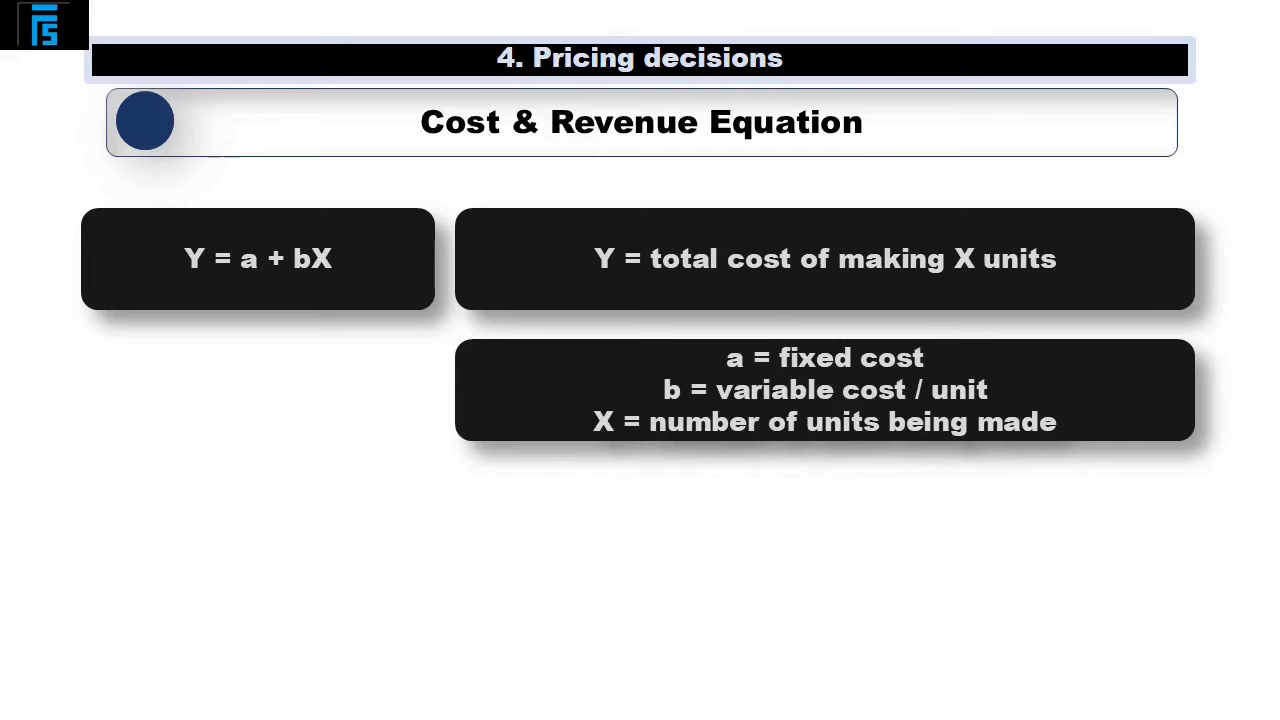 4. Pricing decisions
Cost & Revenue Equation
Y = a + bX
Y = total cost of making X units
a = fixed cost
b = variable cost / unit
X = number of units being made